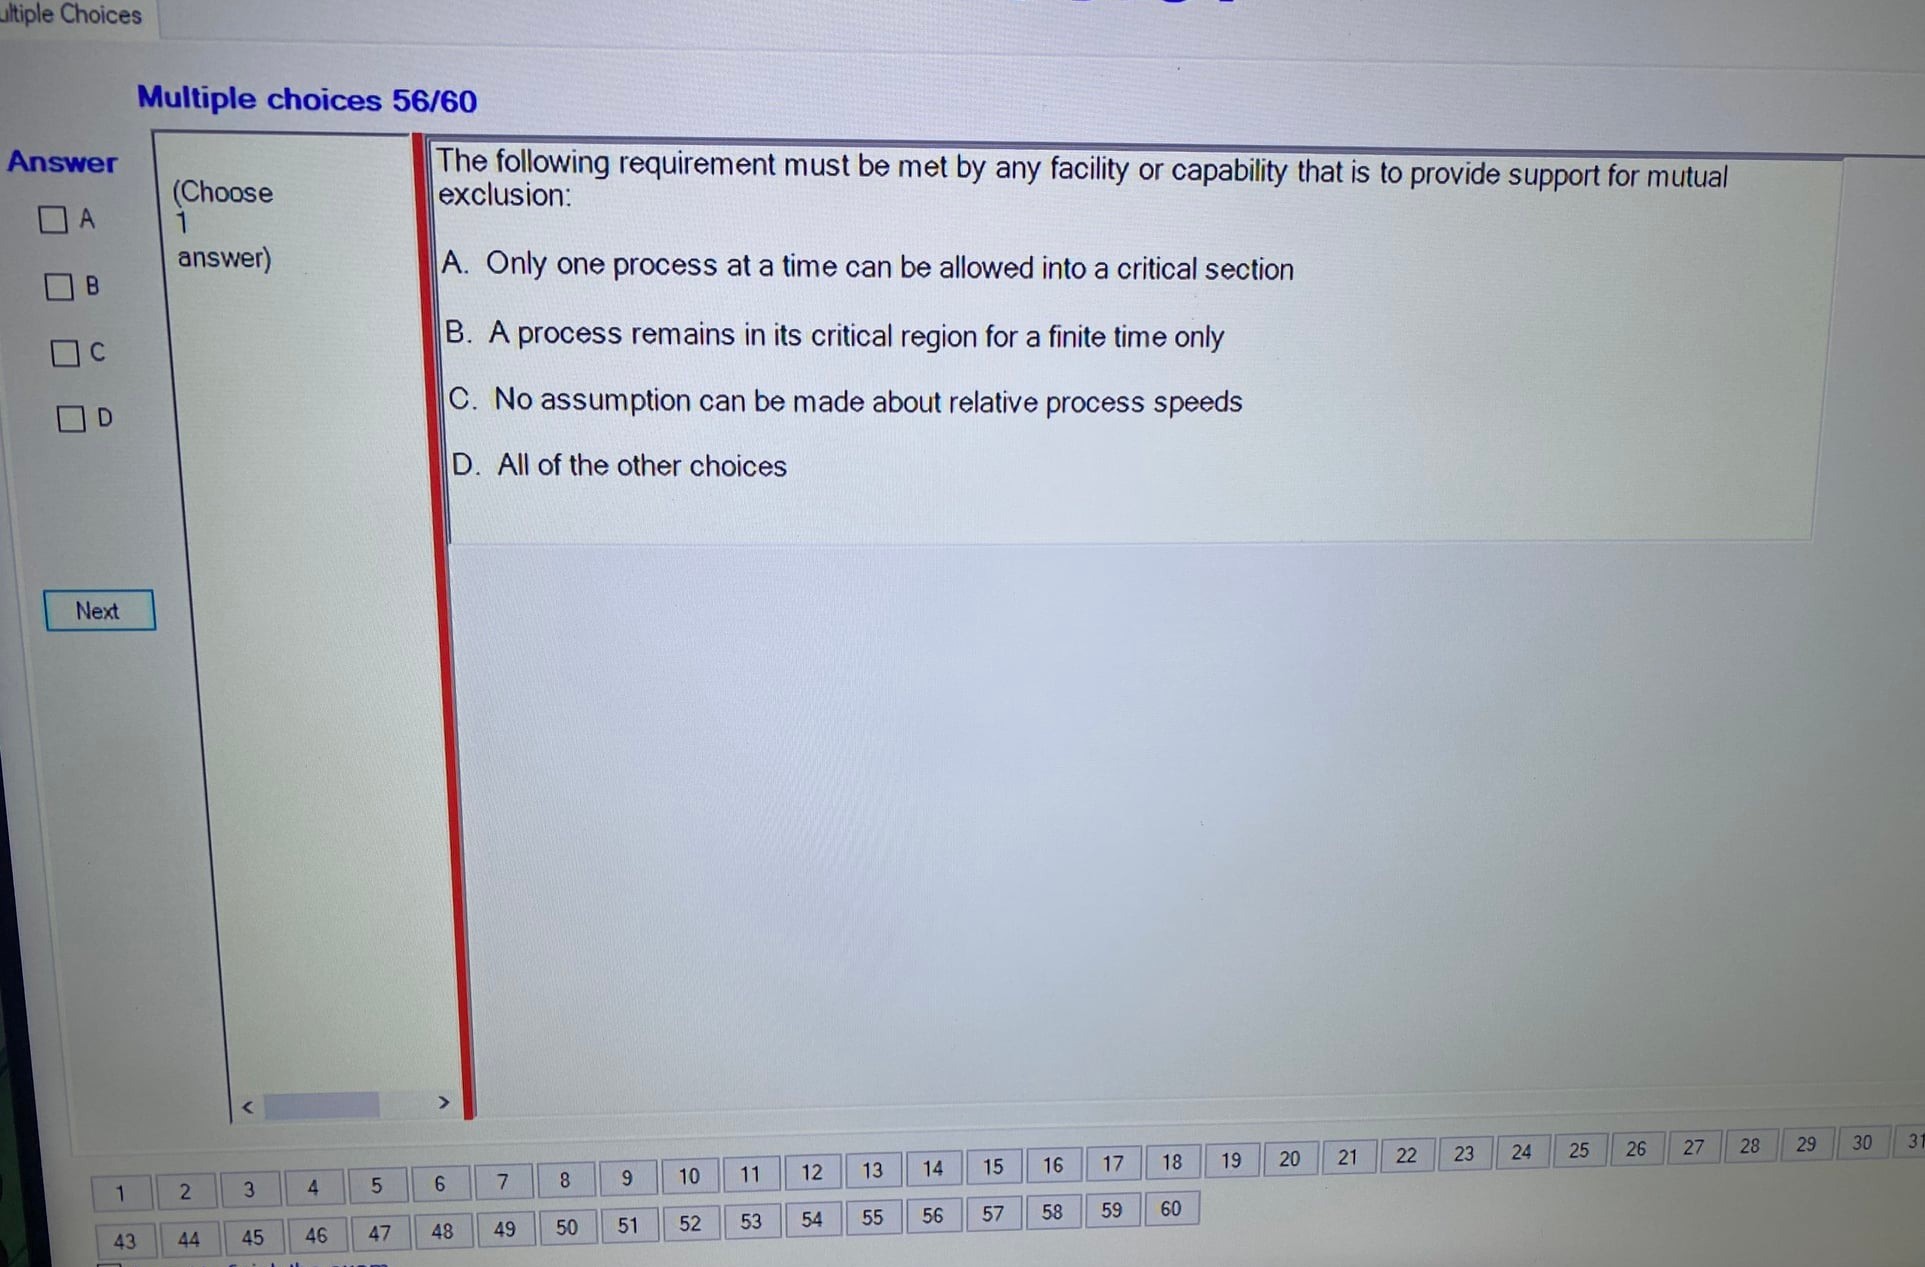 Multiple Choices
Multiple choices 56/60
Answer
A
B
C
D
Next
(Choose
1
answer)
The following requirement must be met by any facility or capability that is to provide support for mutual
exclusion:
A. Only one process at a time can be allowed into a critical section
B. A process remains in its critical region for a finite time only
C. No assumption can be made about relative process speeds
D. All of the other choices
< >
1 2 3 4 5 6 7 8 9 10 11 12 13 14 15 16 17 18 19 20 21 22 23 24 25 26 27 28 29 30 31
43 44 45 46 47 48 49 50 51 52 53 54 55 56 57 58 59 60